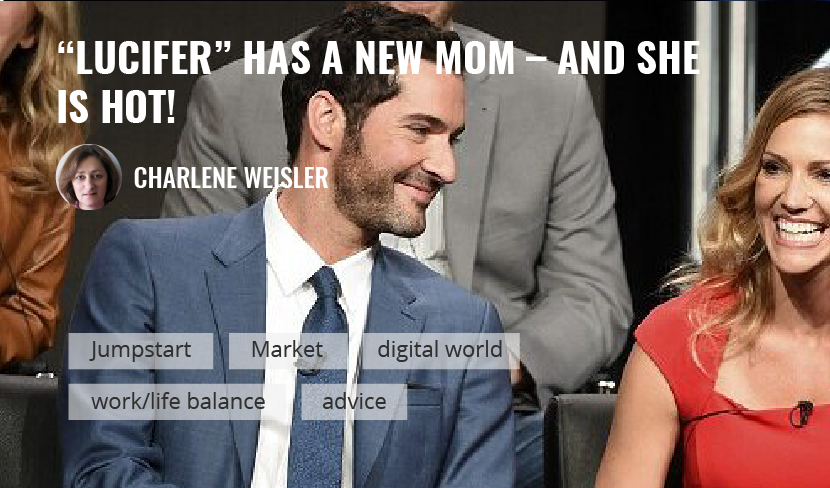 “LUCIFER” HAS A NEW MOM – AND SHE
IS HOT!
CHARLENE WEISLER
Jumpstart Market digital world
work/life balance advice